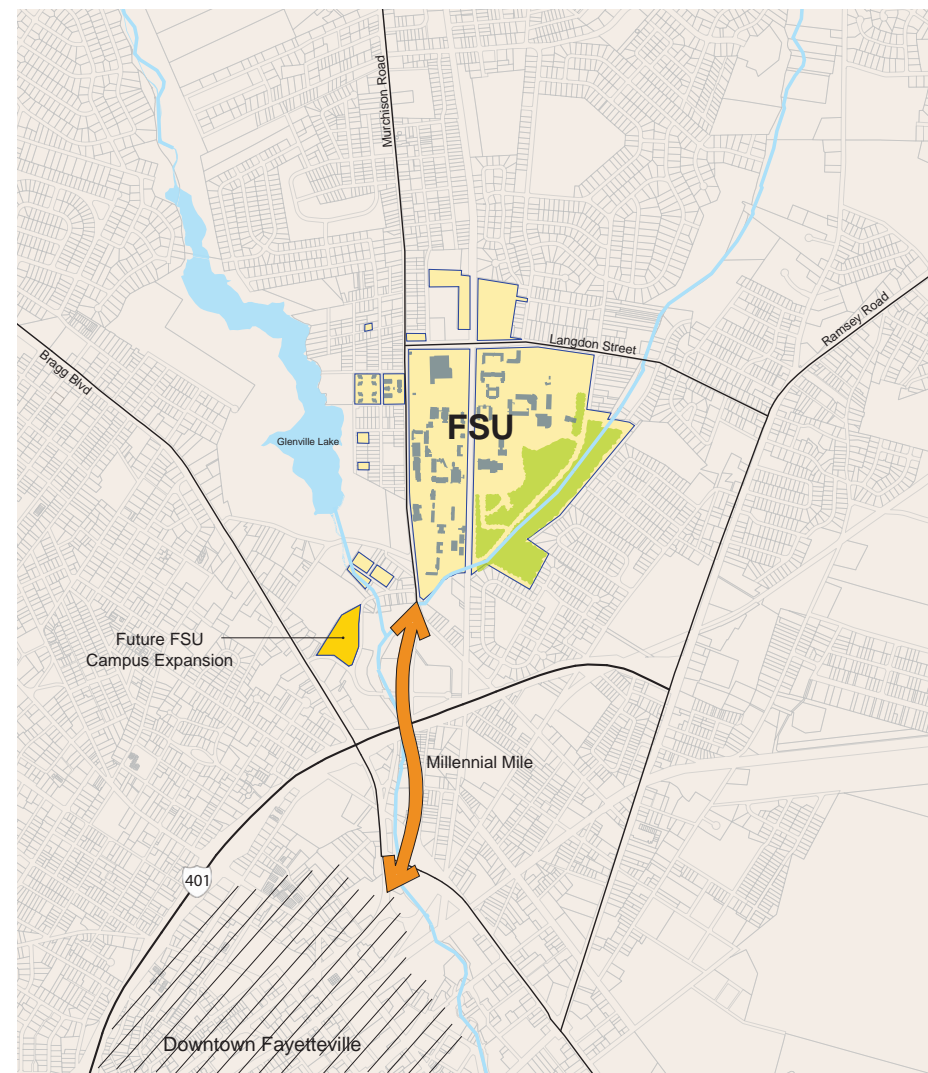 Murchison Road
Ramsey Road
Langdon Street
Bragg Blvd
FSU
Glenville Lake
Future FSU
Campus Expansion
Millennial Mile
401
Downtown Fayetteville